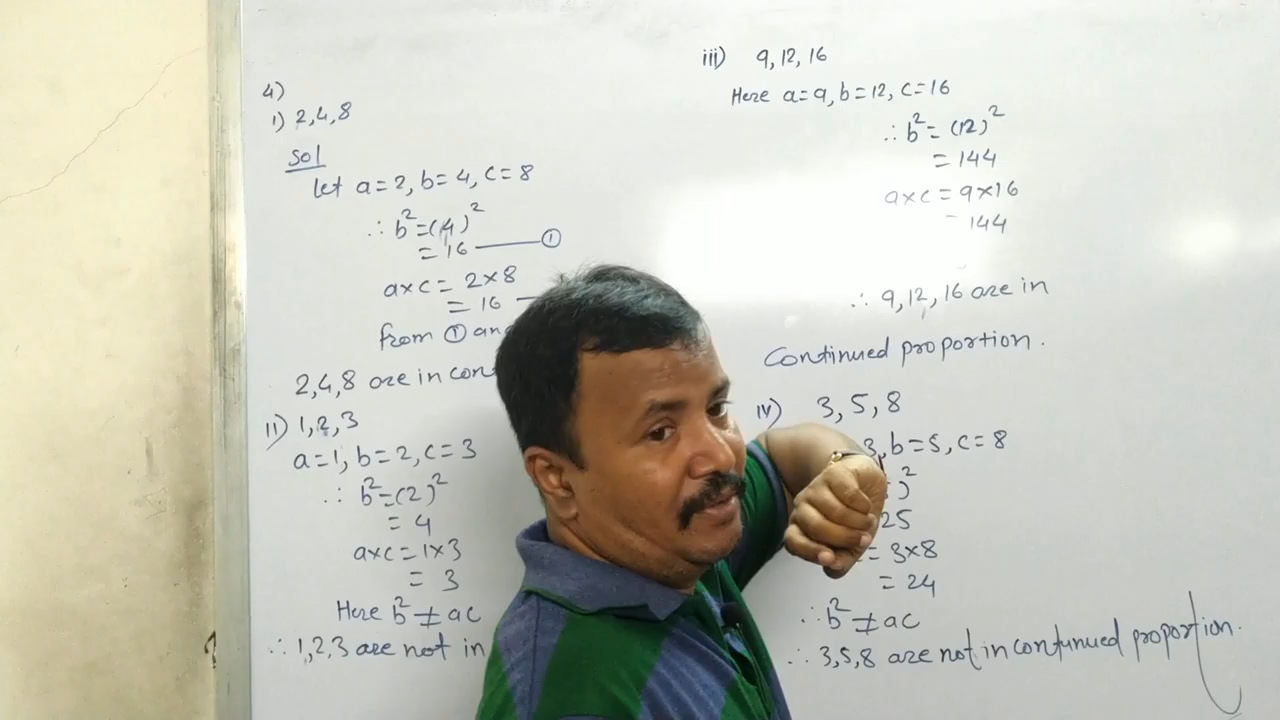 4)
i) 2,4,8
Sol
let a=2, b=4, c=8
∴ b²=(4)²
= 16 ——— ①
a×c = 2×8
= 16
from ①
2,4,8 are in
ii) 1,2,3
a=1, b=2, c=3
∴ b²=(2)²
= 4
a×c = 1×3
= 3
Here b² ≠ ac
∴ 1,2,3 are not in
iii) 9,12,16
Here a=9, b=12, c=16
∴ b² = (12)²
= 144
a×c = 9×16
= 144
∴ 9,12,16 are in
Continued proportion.
iv) 3,5,8
3, b=5, c=8
)²
25
= 3×8
= 24
∴ b² ≠ ac
∴ 3,5,8 are not in continued proportion.